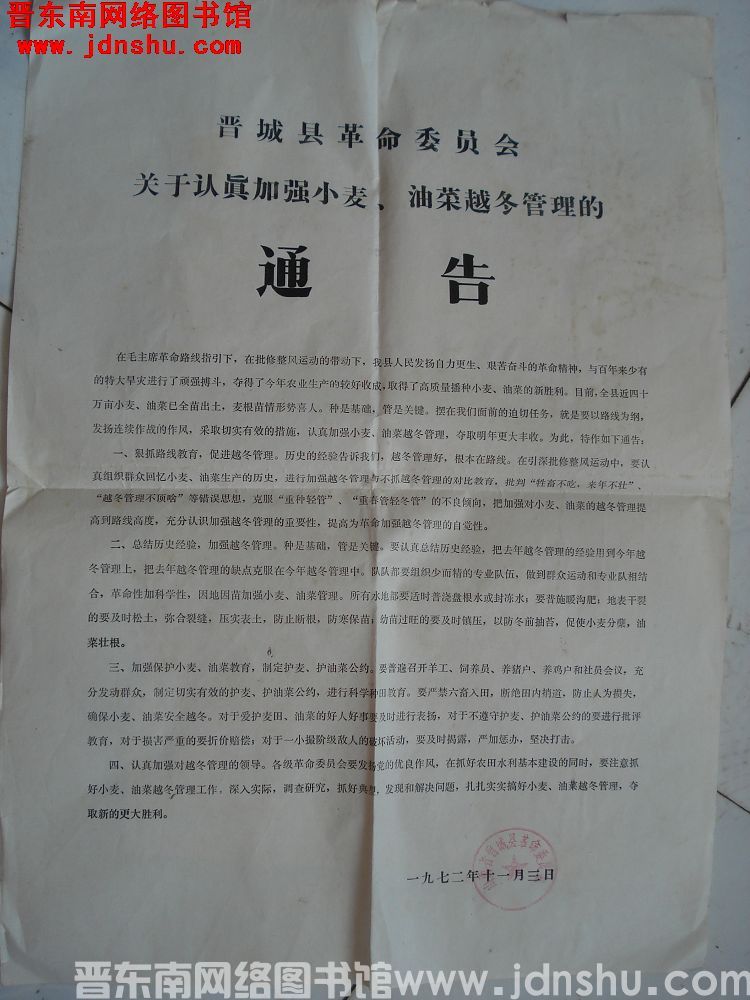 晋东南网络图书馆
www.jdnshu.com
晋城县革命委员会
关于认真加强小麦、油菜越冬管理的
通告
在毛主席革命路线指引下，在批修整风运动的带动下，我县人民发扬自力更生、艰苦奋斗的革命精神，与百年来少有
的特大旱灾进行了顽强搏斗，夺得了今年农业生产的较好收成，取得了高质量播种小麦、油菜的新胜利。目前，全县近四十
万亩小麦、油菜已全苗出土，麦根苗情形势喜人。种是基础，管是关键。摆在我们面前的迫切任务，就是要以路线为纲，
发扬连续作战的作风，采取切实有效的措施，认真加强小麦、油菜越冬管理，夺取明年更大丰收。为此，特作如下通告：
一、狠抓路线教育，促进越冬管理。历史的经验告诉我们，越冬管理好，根本在路线。在引深批修整风运动中，要认
真组织群众回忆小麦、油菜生产的历史，进行加强越冬管理与不抓越冬管理的对比教育，批判“牲畜不吃，来年不壮”、
“越冬管理不顶啥”等错误思想，克服“重种轻管”、“重春管轻冬管”的不良倾向，把加强对小麦、油菜的越冬管理提
高到路线高度，充分认识加强越冬管理的重要性，提高为革命加强越冬管理的自觉性。
二、总结历史经验，加强越冬管理。种是基础，管是关键。要认真总结历史经验，把去年越冬管理的经验用到今年越
冬管理上，把去年越冬管理的缺点克服在今年越冬管理中。队队都要组织少而精的专业队伍，做到群众运动和专业队相结
合，革命性加科学性，因地因苗加强小麦、油菜管理。所有水地都要适时普浇盘根水或封冻水；要普施暖沟肥；地表干裂
的要及时松土，弥合裂缝，压实表土，防止断根，防寒保苗；幼苗过旺的要及时镇压，以防冬前抽苔，促使小麦分蘖，油
菜壮根。
三、加强保护小麦、油菜教育，制定护麦、护油菜公约。要普遍召开羊工、饲养员、养猪户、养鸡户和社员会议，充
分发动群众，制定切实有效的护麦、护油菜公约，进行科学种田教育。要严禁六畜入田，断绝田内梢道，防止人为损失，
确保小麦、油菜安全越冬。对于爱护麦田、油菜的好人好事要及时进行表扬，对于不遵守护麦、护油菜公约的要进行批评
教育，对于损害严重的要折价赔偿；对于一小撮阶级敌人的破坏活动，要及时揭露，严加惩办，坚决打击。
四、认真加强对越冬管理的领导。各级革命委员会要发扬党的优良作风，在抓好农田水利基本建设的同时，要注意抓
好小麦、油菜越冬管理工作。深入实际，调查研究，抓好典型，发现和解决问题，扎扎实实搞好小麦、油菜越冬管理，夺
取新的更大胜利。
一九七二年十一月三日
晋东南网络图书馆www.jdnshu.com